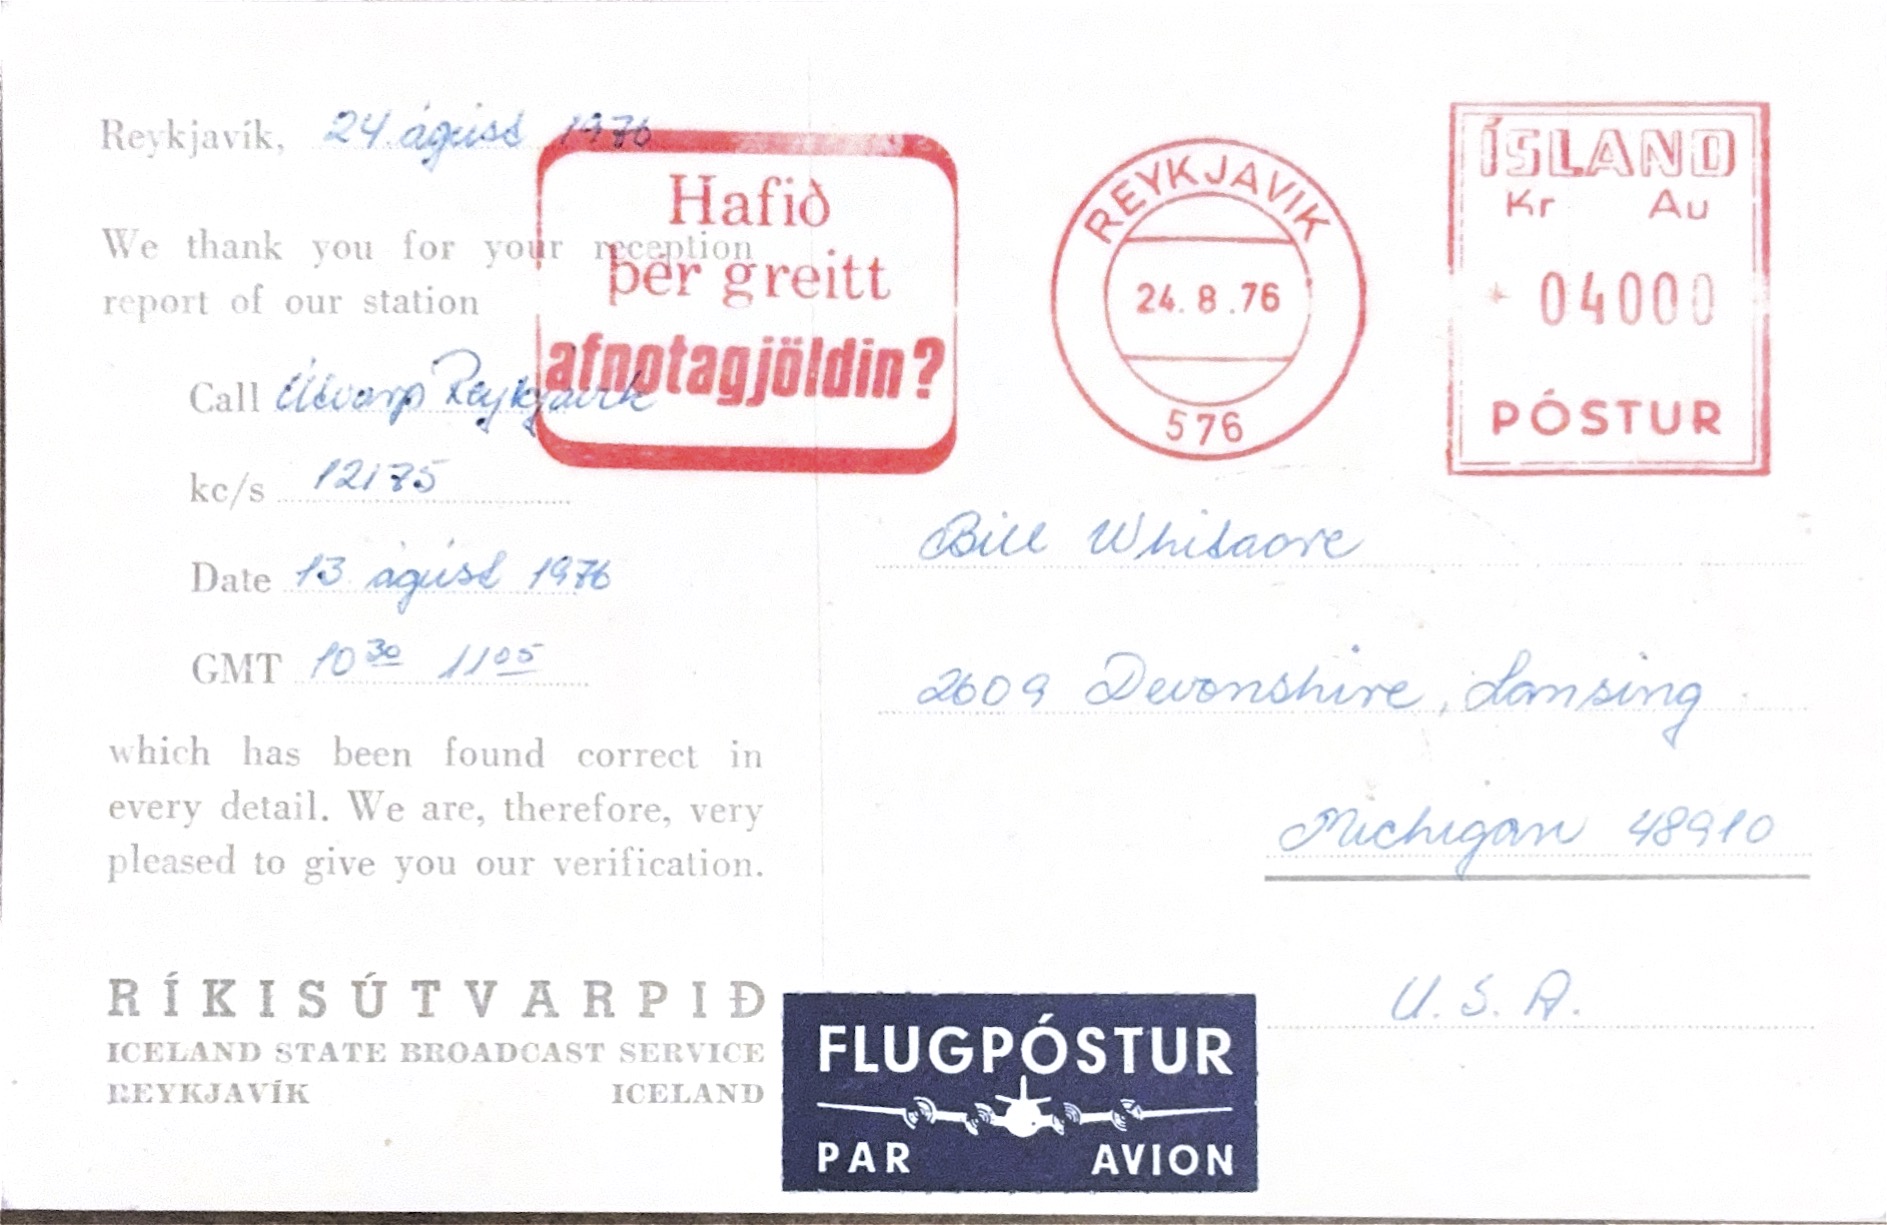 Reykjavík, 24. ágúst 1976
We thank you for your reception
report of our station
Call Útvarp Reykjavík
kc/s 12175
Date 13. ágúst 1976
GMT 10³⁰ 11⁰⁵
which has been found correct in
every detail. We are, therefore, very
pleased to give you our verification.
RÍKISÚTVARPIÐ
ICELAND STATE BROADCAST SERVICE
REYKJAVÍK ICELAND
Hafið
þér greitt
afnotagjöldin?
REYKJAVIK
24.8.76
576
ÍSLAND
Kr Au
04000
PÓSTUR
Bill Whitacre
2609 Devonshire, Lansing
Michigan 48910
U.S.A.
FLUGPÓSTUR
PAR AVION